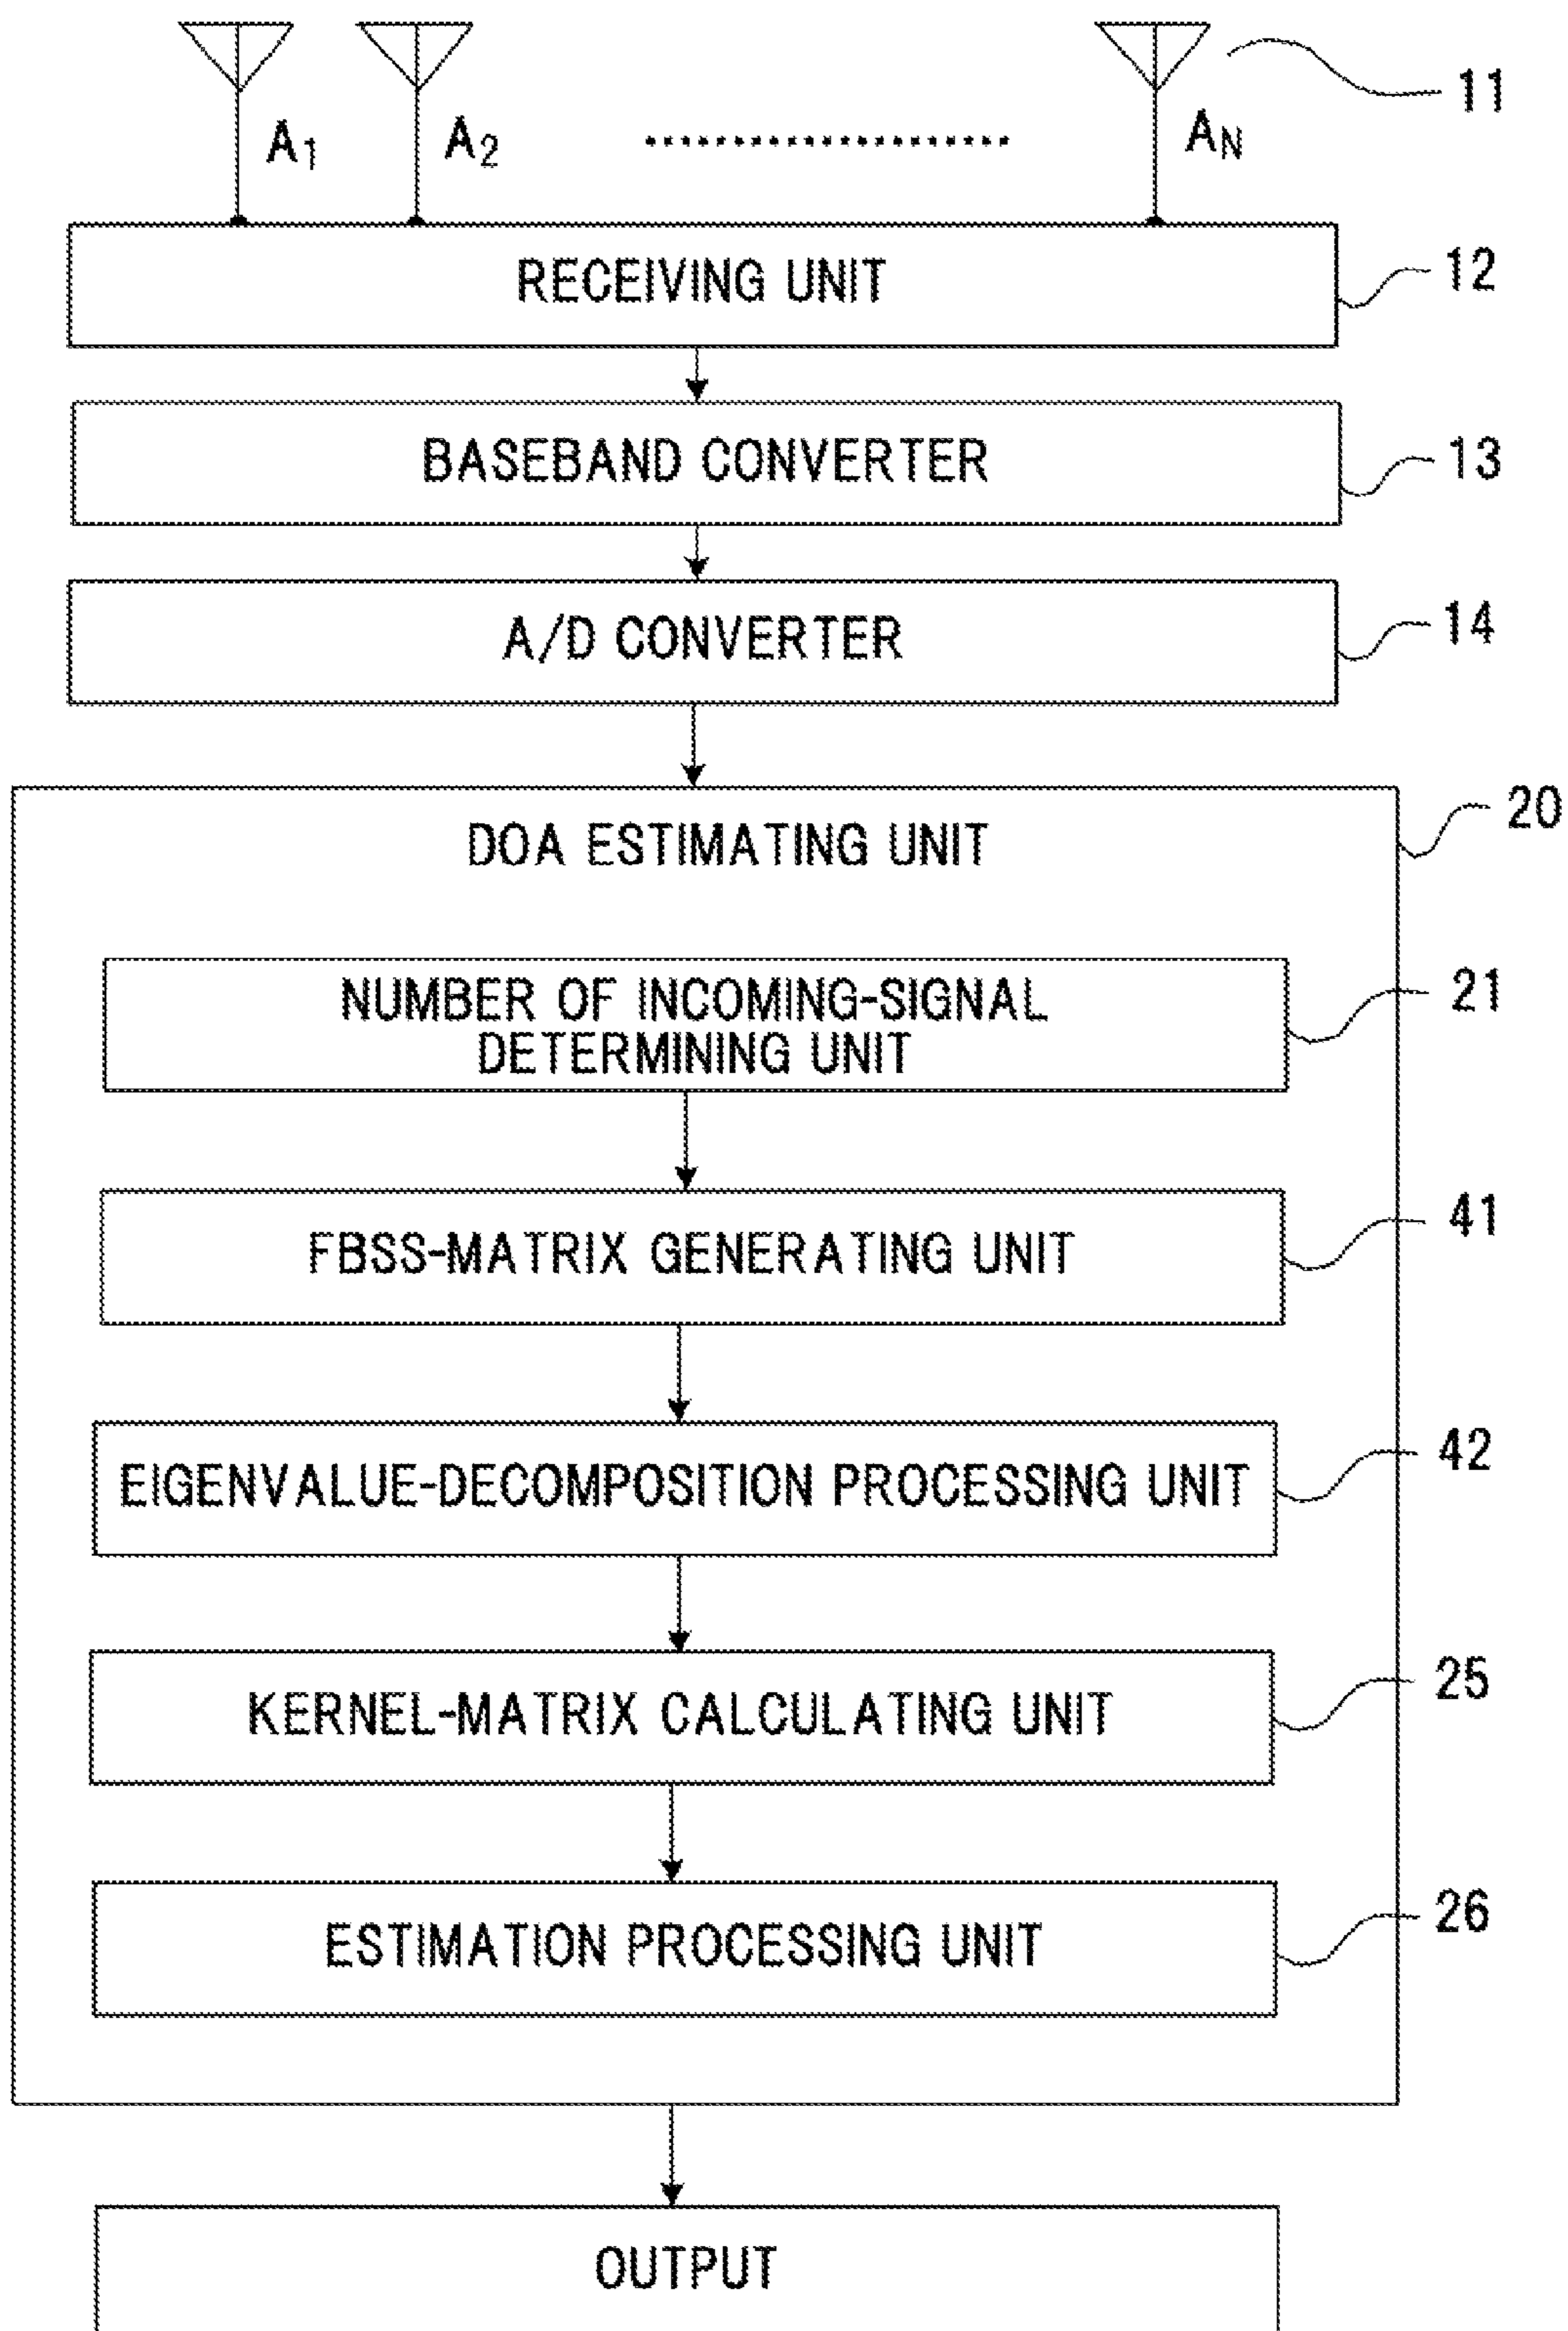 11
A1 A2 AN
RECEIVING UNIT 12
BASEBAND CONVERTER 13
A/D CONVERTER 14
DOA ESTIMATING UNIT 20
NUMBER OF INCOMING-SIGNAL
DETERMINING UNIT 21
FBSS-MATRIX GENERATING UNIT 41
EIGENVALUE-DECOMPOSITION PROCESSING UNIT 42
KERNEL-MATRIX CALCULATING UNIT 25
ESTIMATION PROCESSING UNIT 26
OUTPUT